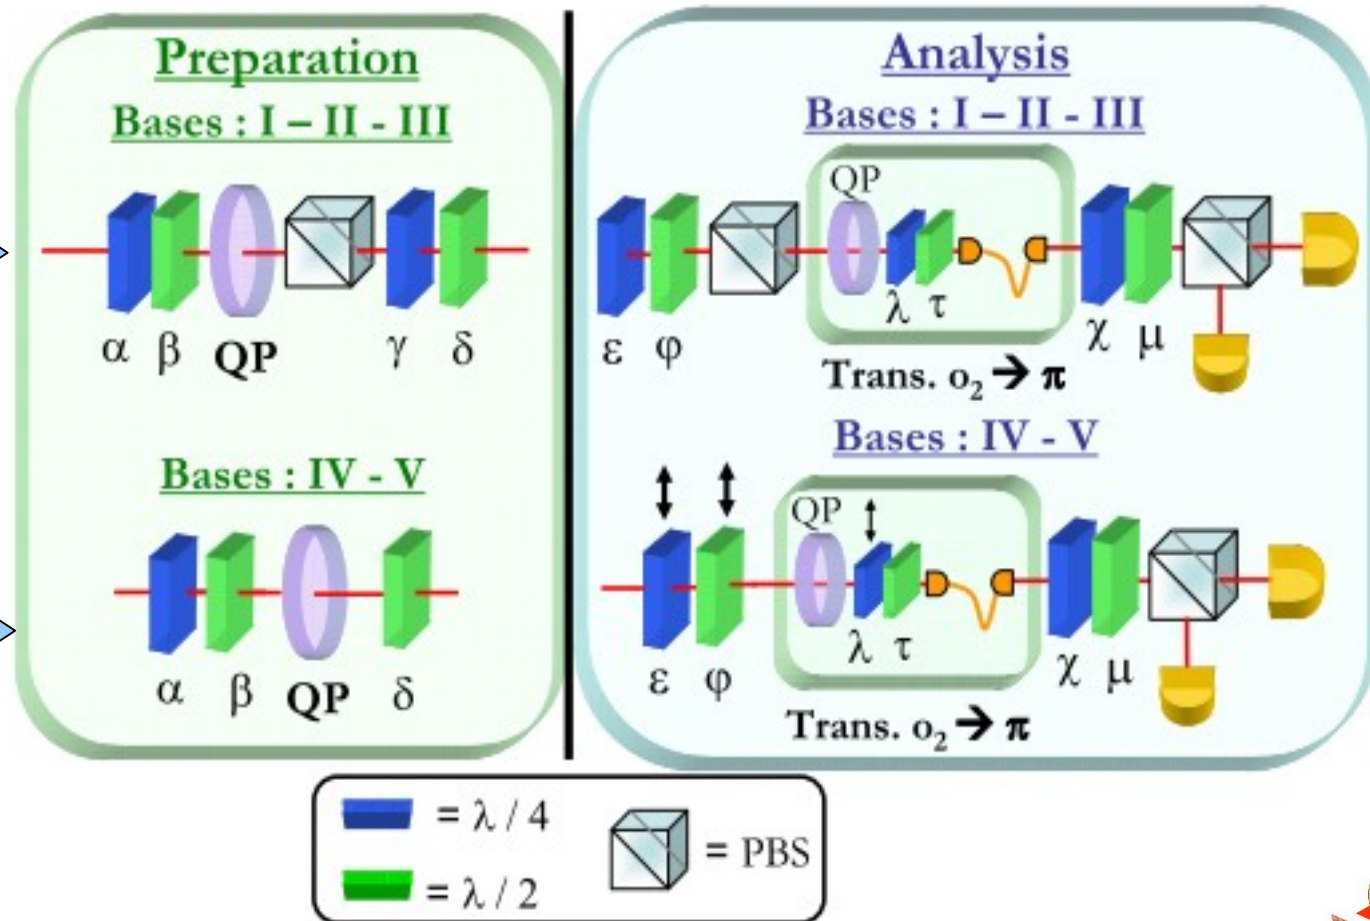 Preparation
Bases : I – II - III
α β QP γ δ
Bases : IV - V
α β QP δ
Analysis
Bases : I – II - III
QP
λ τ
ε φ
χ μ
Trans. o₂ ➔ π
Bases : IV - V
QP
λ τ
ε φ
χ μ
Trans. o₂ ➔ π
= λ / 4
= PBS
= λ / 2